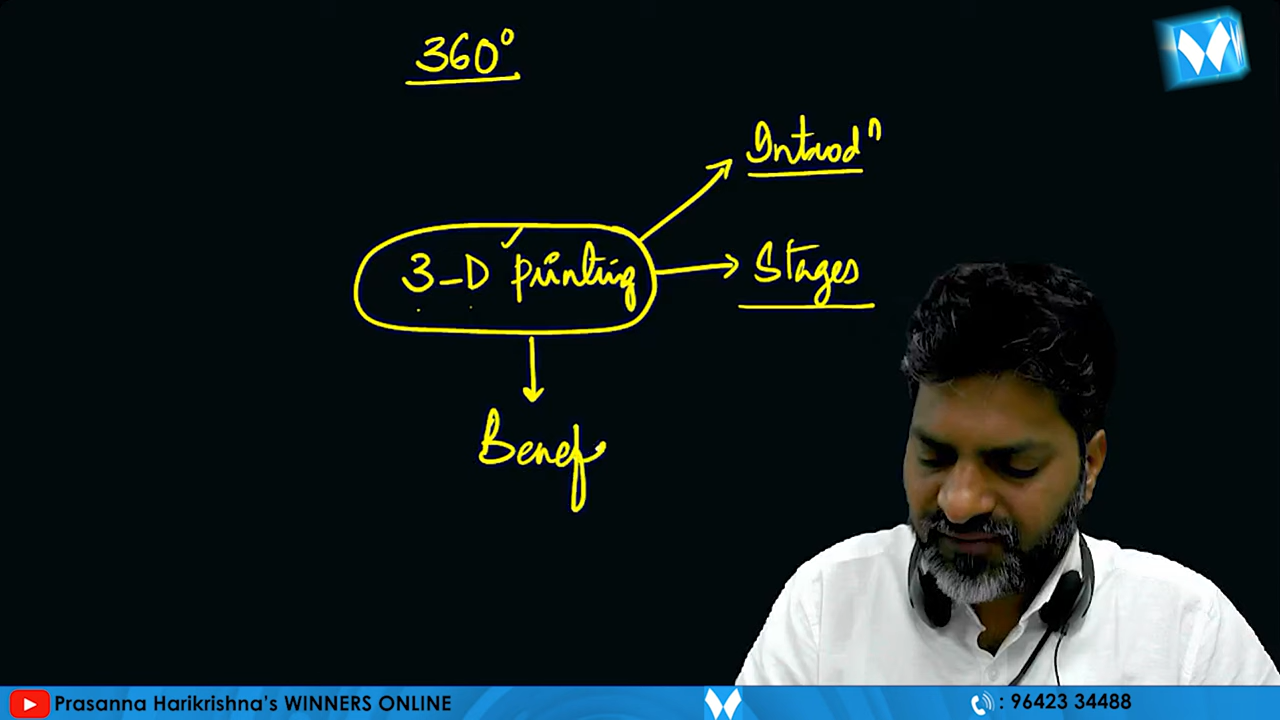 360°
Introdⁿ
3-D printing
Stages
Benef
Prasanna Harikrishna's WINNERS ONLINE
: 96423 34488